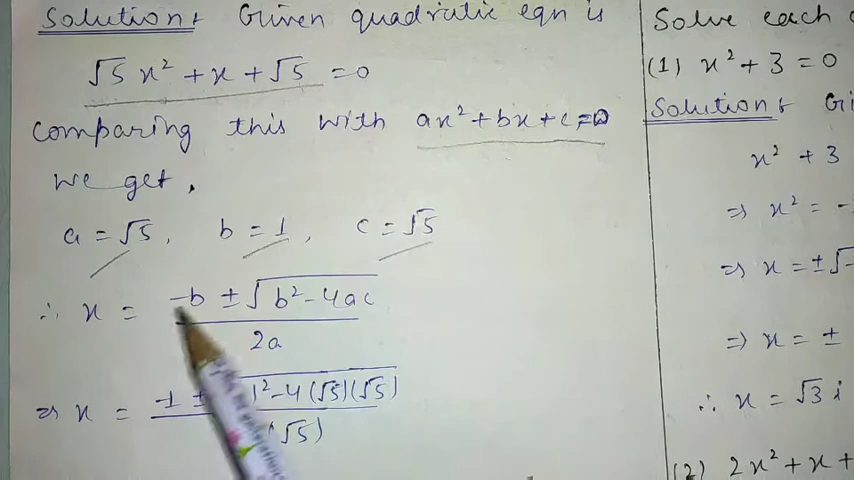 Solution:- Given quadratic eqn is
√5 x² + x + √5 = 0
Comparing this with ax² + bx + c = 0
we get,
a = √5, b = 1, c = √5
∴ x = -b ± √b² - 4ac
2a
⇒ x = -1 ± ² - 4(√5)(√5)
(√5)
Solve each
(1) x² + 3 = 0
Solution:-
x² + 3
⇒ x² = -
⇒ x = ±√-
⇒ x = ±
∴ x = √3 i
(2) 2x² + x +